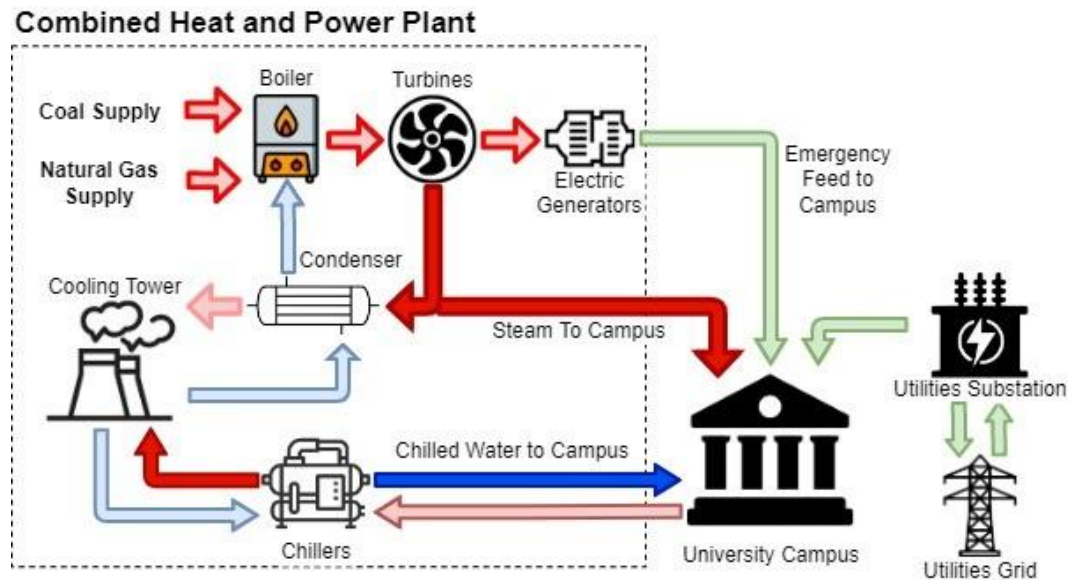 Combined Heat and Power Plant
Boiler
Turbines
Coal Supply
Natural Gas
Supply
Electric
Generators
Emergency
Feed to
Campus
Condenser
Cooling Tower
Steam To Campus
Utilities Substation
Chilled Water to Campus
Chillers
University Campus
Utilities Grid